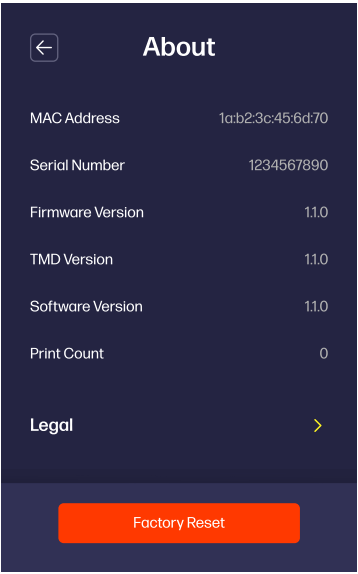 About
MAC Address 1a:b2:3c:45:6d:70
Serial Number 1234567890
Firmware Version 1.1.0
TMD Version 1.1.0
Software Version 1.1.0
Print Count 0
Legal
Factory Reset